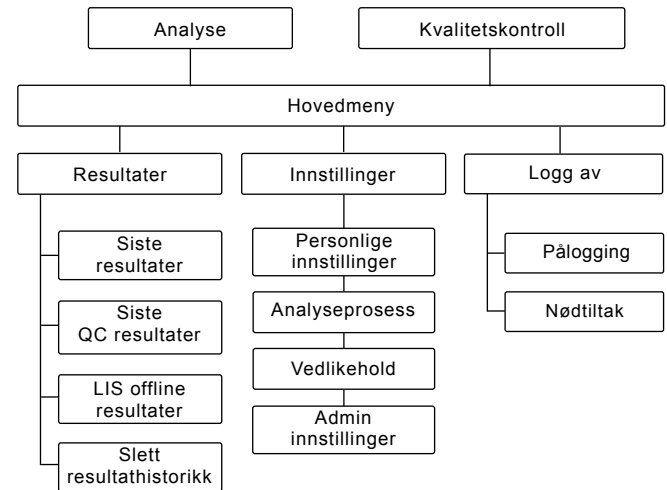 Analyse
Kvalitetskontroll
Hovedmeny
Resultater
Innstillinger
Logg av
Siste
resultater
Siste
QC resultater
LIS offline
resultater
Slett
resultathistorikk
Personlige
innstillinger
Analyseprosess
Vedlikehold
Admin
innstillinger
Pålogging
Nødtiltak